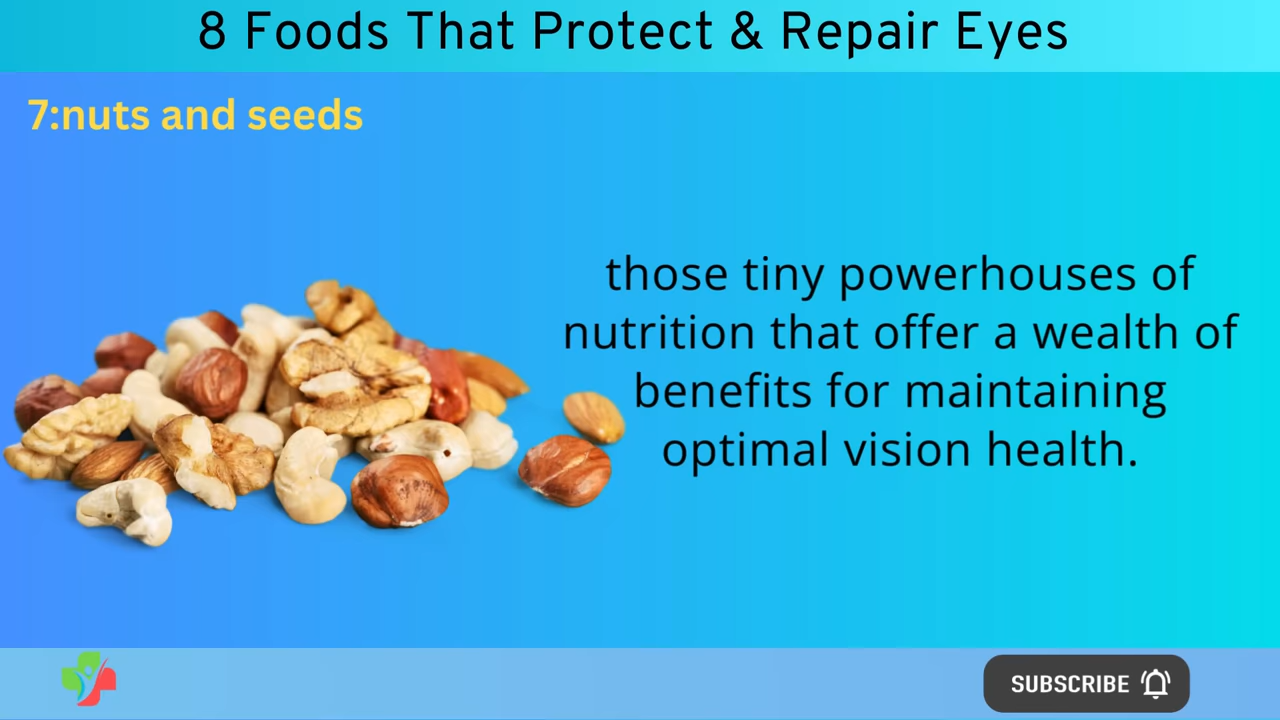 8 Foods That Protect & Repair Eyes
7:nuts and seeds
those tiny powerhouses of
nutrition that offer a wealth of
benefits for maintaining
optimal vision health.
SUBSCRIBE